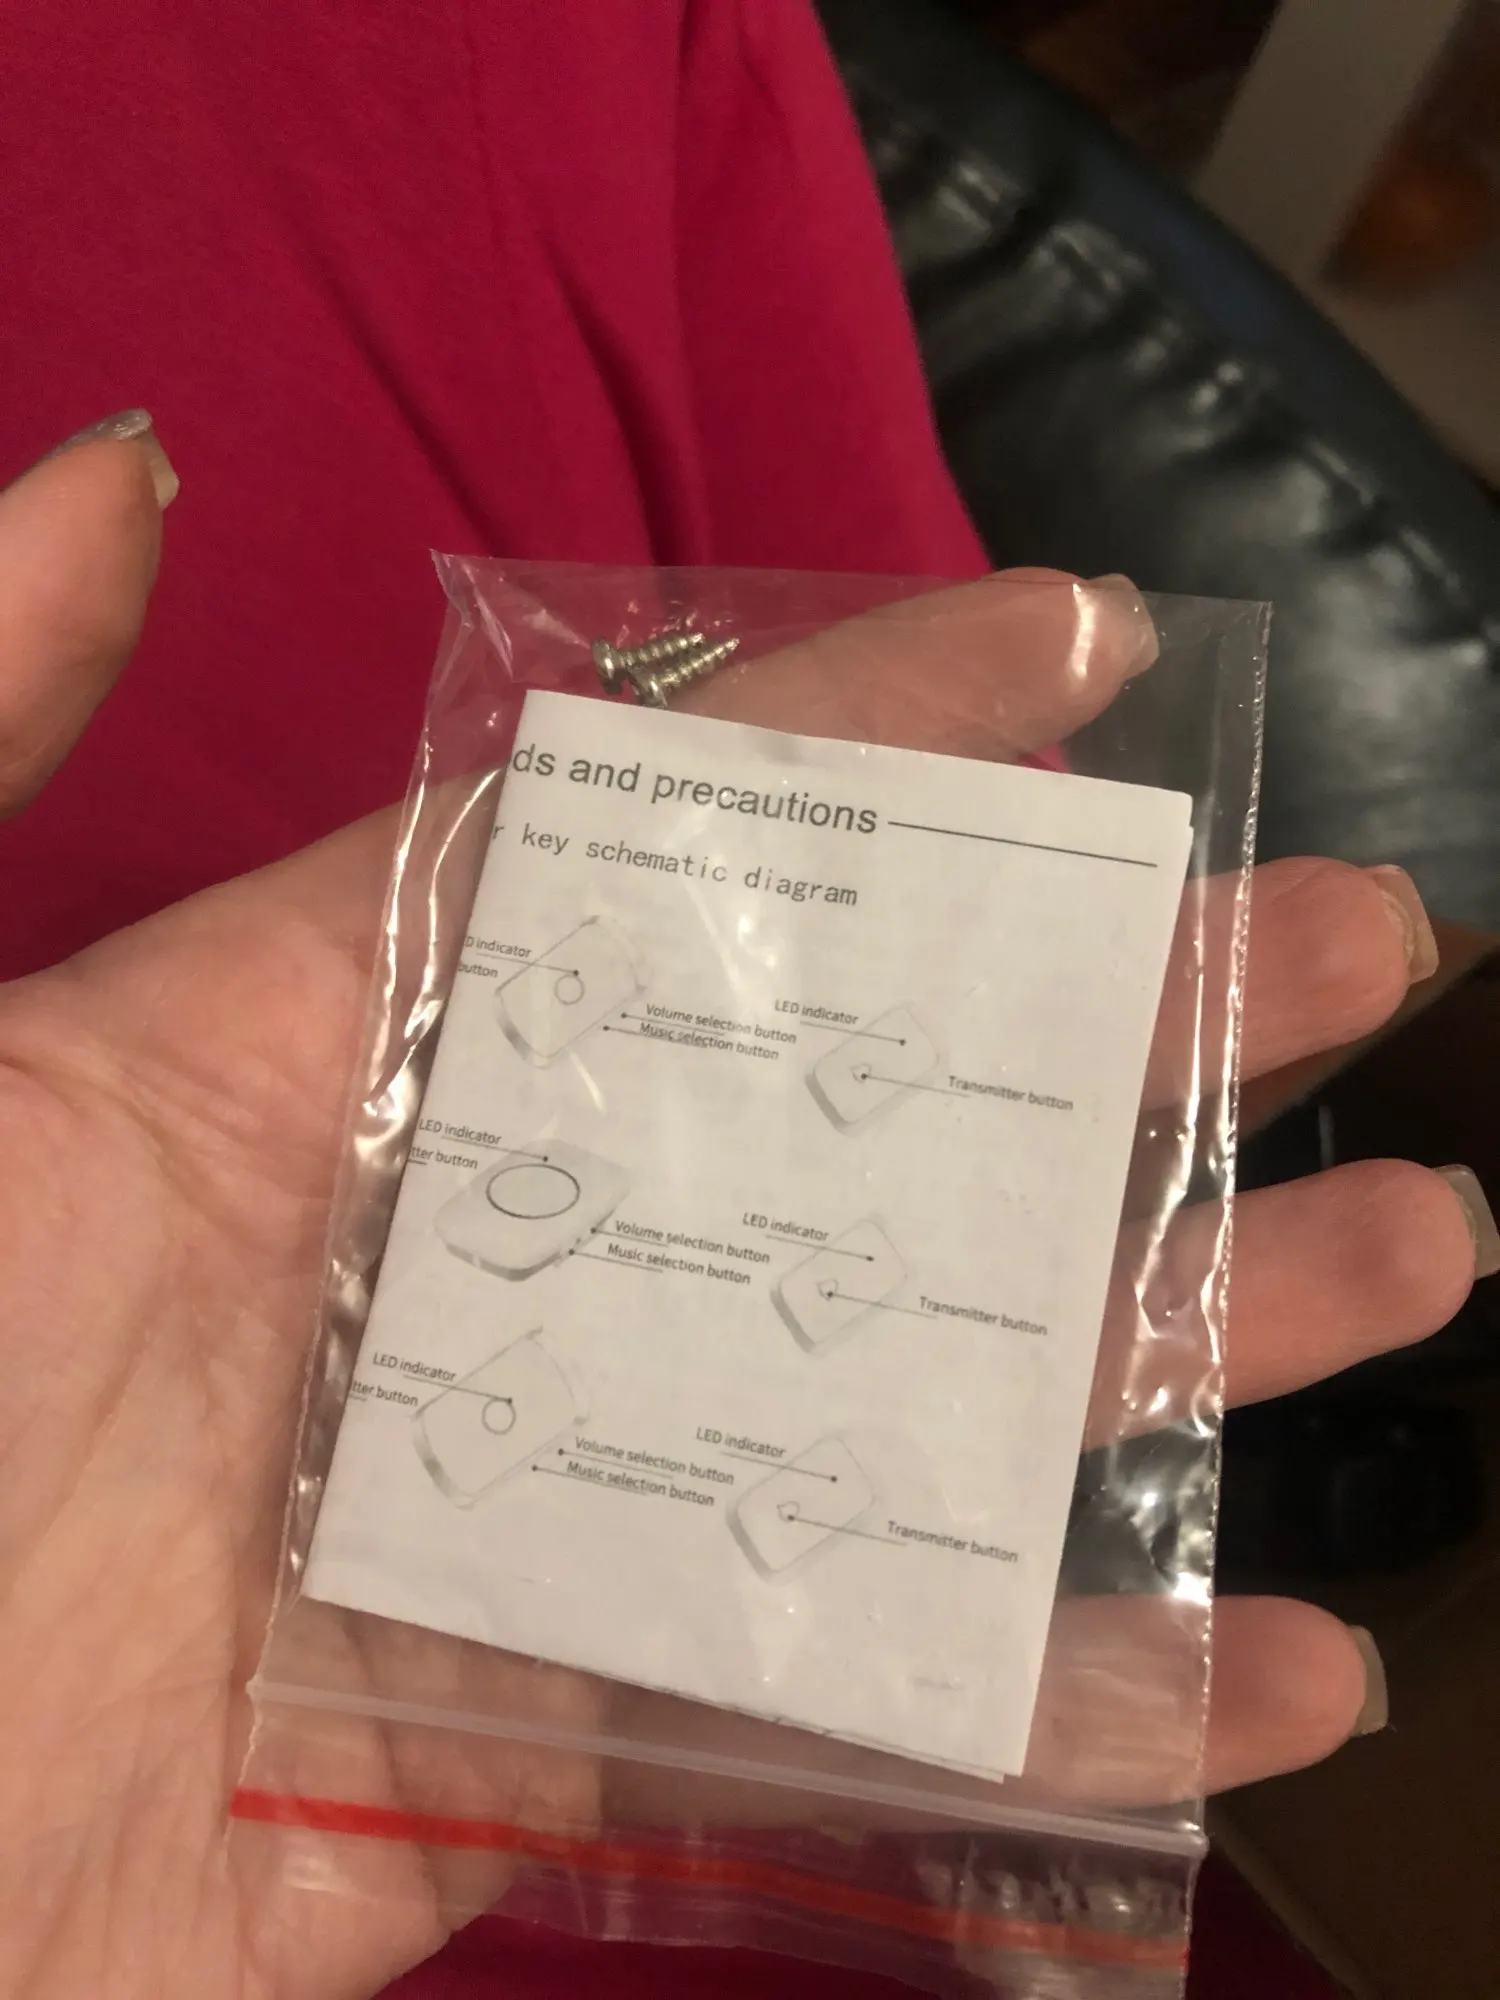 ds and precautions
r key schematic diagram
D indicator
button
Volume selection button
Music selection button
LED indicator
Transmitter button
LED indicator
tter button
Volume selection button
Music selection button
LED indicator
Transmitter button
LED indicator
tter button
Volume selection button
Music selection button
LED indicator
Transmitter button